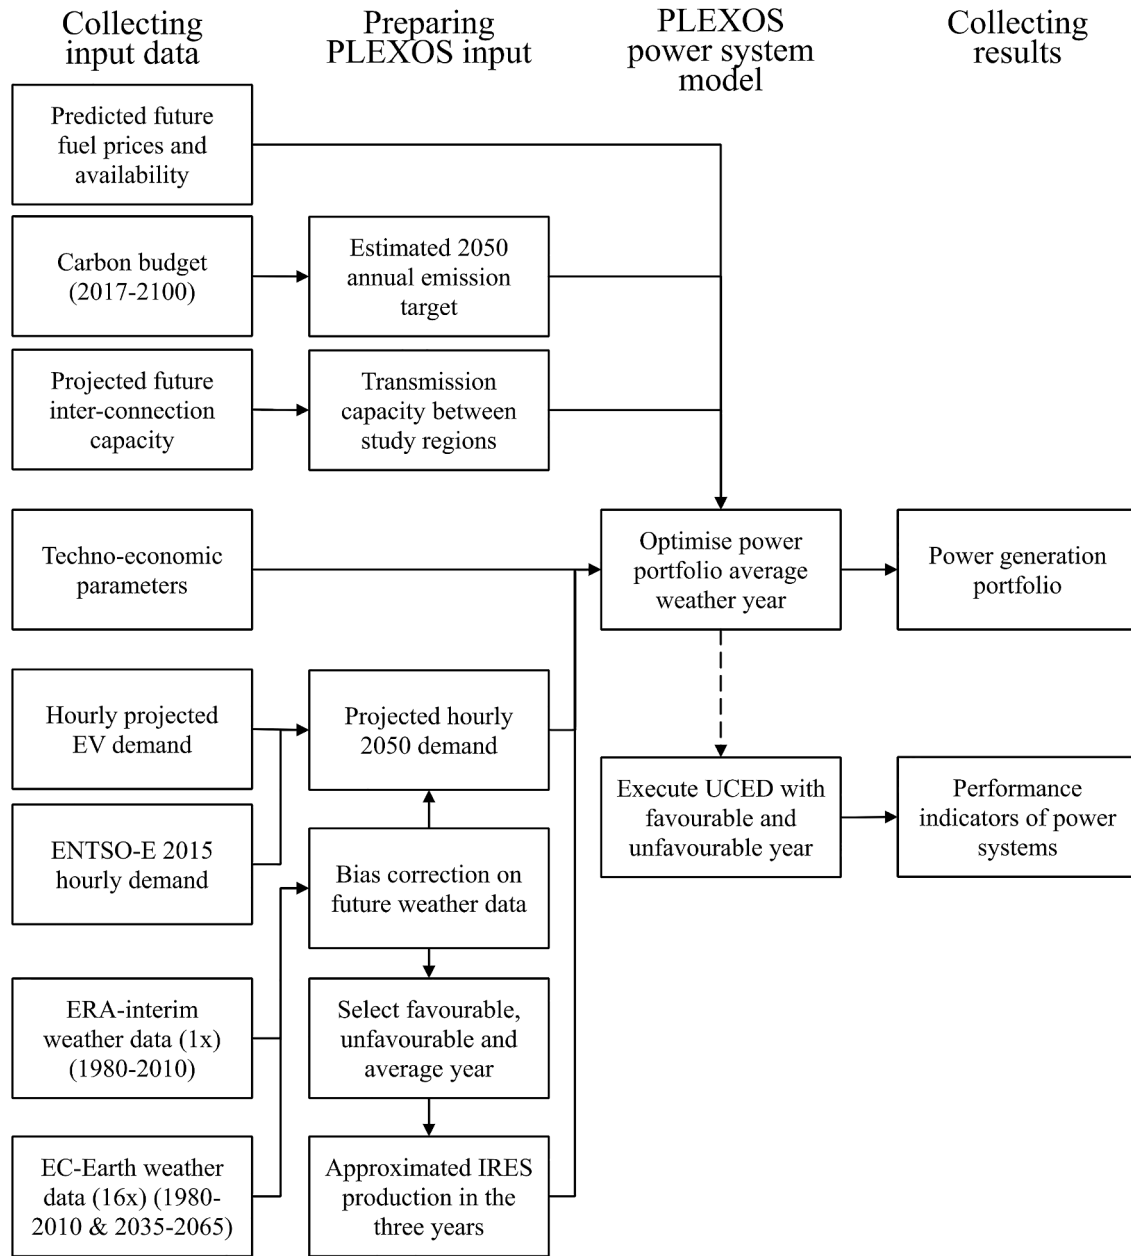 Collecting
input data
Preparing
PLEXOS input
PLEXOS
power system
model
Collecting
results
Predicted future
fuel prices and
availability
Carbon budget
(2017-2100)
Estimated 2050
annual emission
target
Projected future
inter-connection
capacity
Transmission
capacity between
study regions
Techno-economic
parameters
Optimise power
portfolio average
weather year
Power generation
portfolio
Hourly projected
EV demand
Projected hourly
2050 demand
Execute UCED with
favourable and
unfavourable year
Performance
indicators of power
systems
ENTSO-E 2015
hourly demand
Bias correction on
future weather data
ERA-interim
weather data (1x)
(1980-2010)
Select favourable,
unfavourable and
average year
EC-Earth weather
data (16x) (1980-
2010 & 2035-2065)
Approximated IRES
production in the
three years